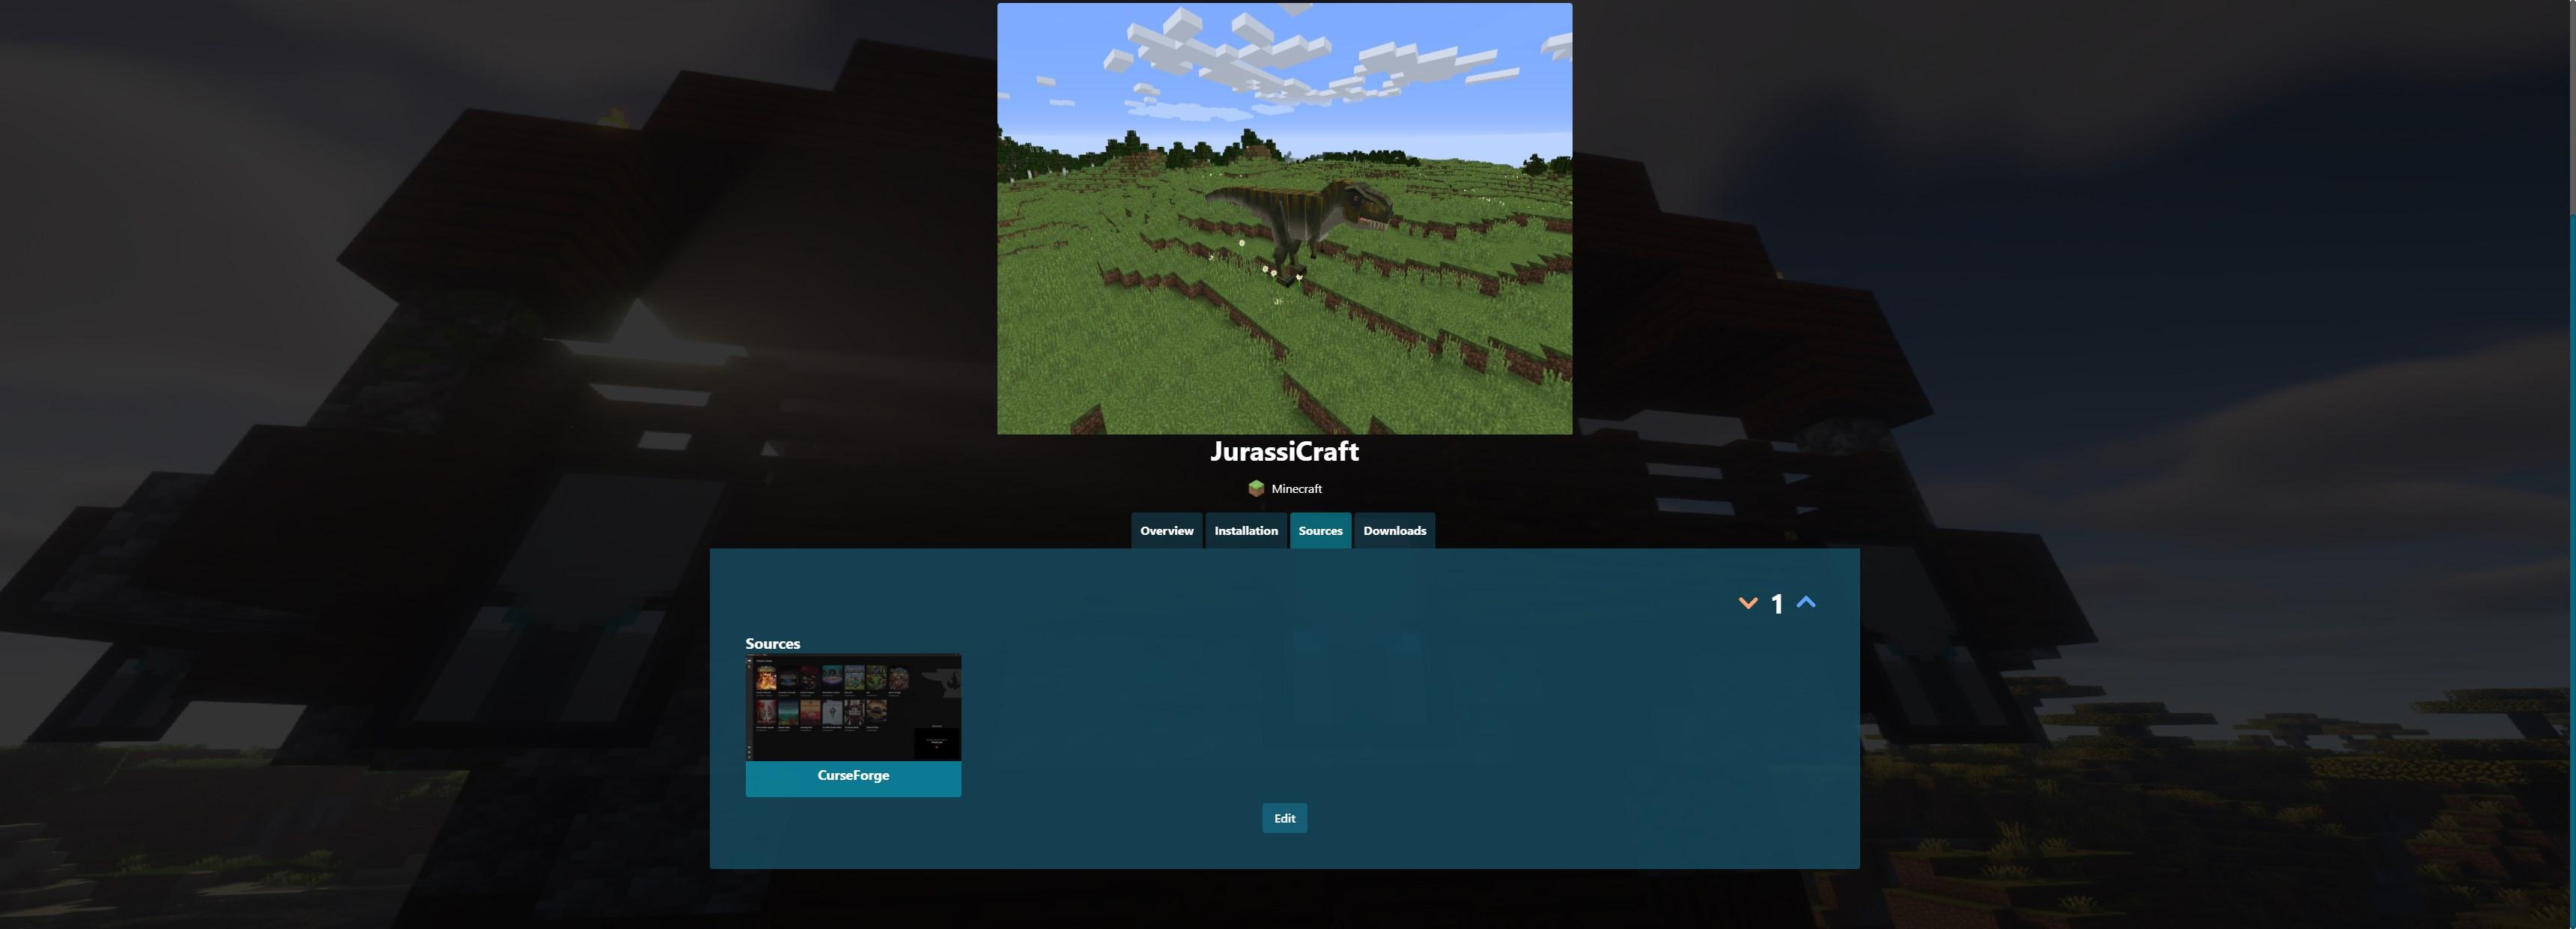 JurassiCraft
Minecraft
Overview Installation Sources Downloads
1
Sources
CurseForge
Edit